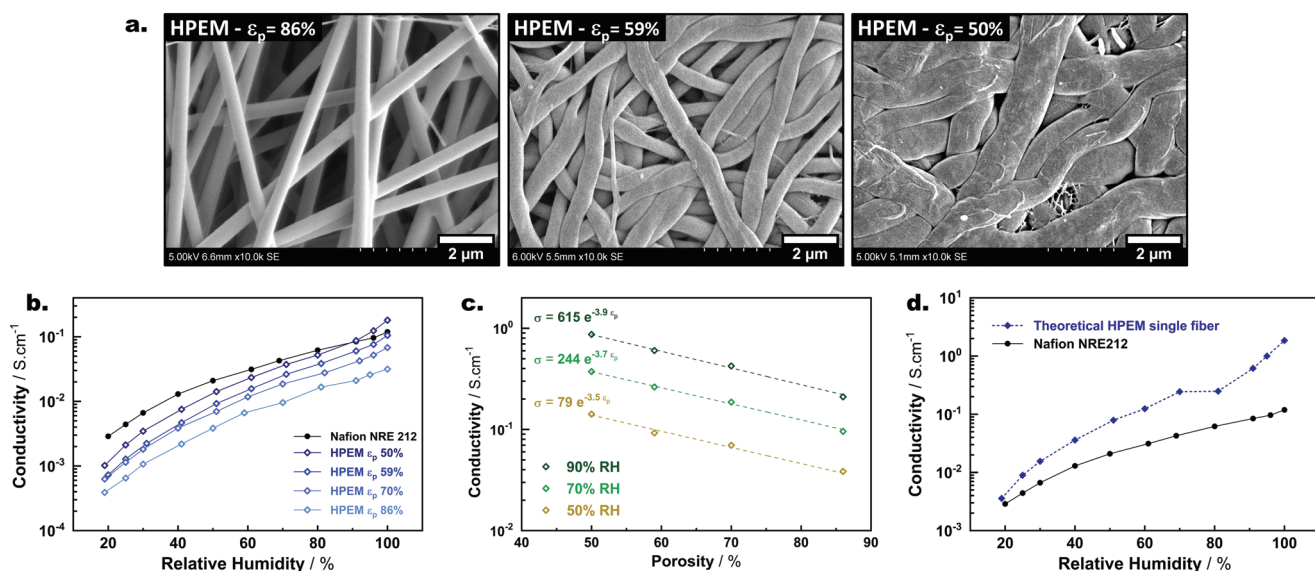 a.
HPEM - εp= 86%
HPEM - εp= 59%
HPEM - εp= 50%
5.00kV 6.6mm x10.0k SE
2 µm
6.00kV 5.5mm x10.0k SE
2 µm
5.00kV 5.1mm x10.0k SE
2 µm
b.
Conductivity / S.cm-1
10-1
10-2
10-3
10-4
Nafion NRE 212
HPEM εp 50%
HPEM εp 59%
HPEM εp 70%
HPEM εp 86%
20 40 60 80 100
Relative Humidity / %
c.
Conductivity / S.cm-1
σ = 615 e-3.9 εp
σ = 244 e-3.7 εp
σ = 79 e-3.5 εp
100
10-1
10-2
90% RH
70% RH
50% RH
40 50 60 70 80 90
Porosity / %
d.
Conductivity / S.cm-1
101
100
10-1
10-2
10-3
Theoretical HPEM single fiber
Nafion NRE212
20 40 60 80 100
Relative Humidity / %